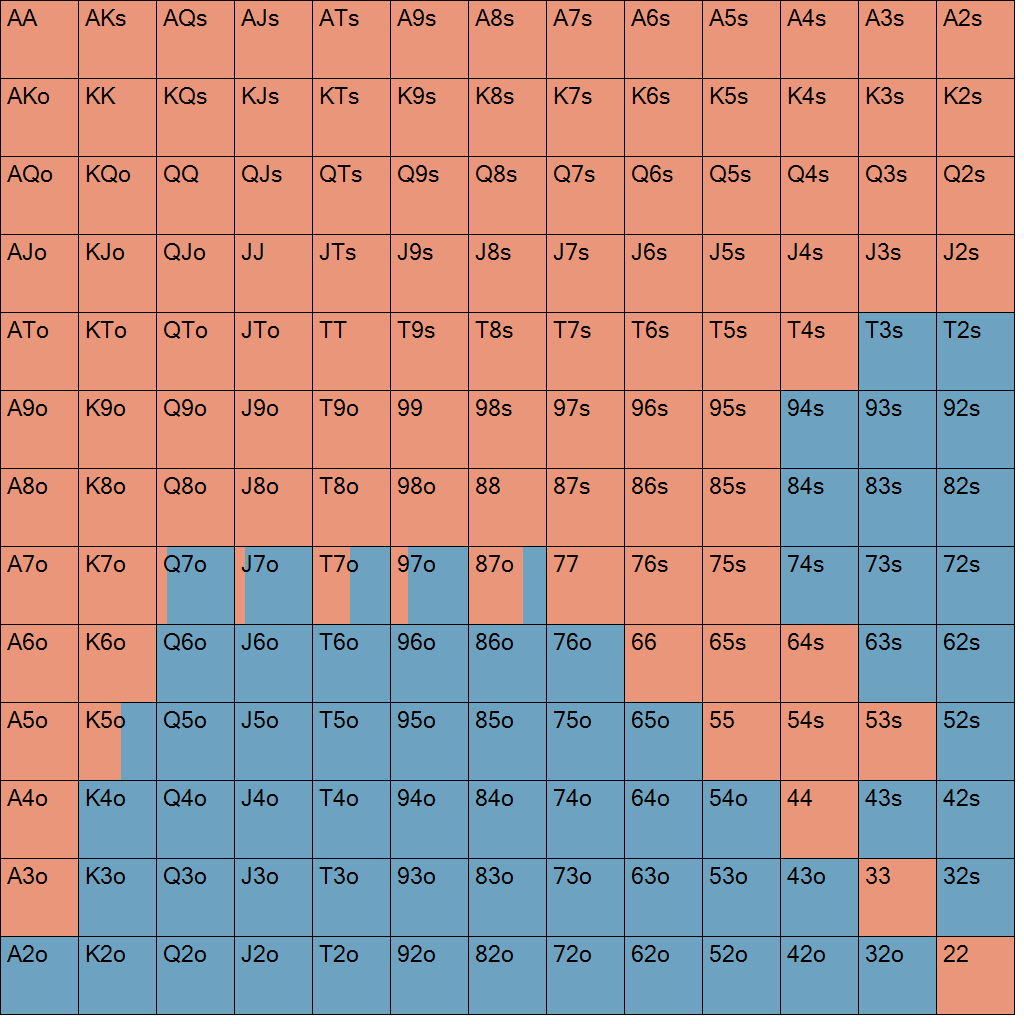 AA AKs AQs AJs ATs A9s A8s A7s A6s A5s A4s A3s A2s
AKo KK KQs KJs KTs K9s K8s K7s K6s K5s K4s K3s K2s
AQo KQo QQ QJs QTs Q9s Q8s Q7s Q6s Q5s Q4s Q3s Q2s
AJo KJo QJo JJ JTs J9s J8s J7s J6s J5s J4s J3s J2s
ATo KTo QTo JTo TT T9s T8s T7s T6s T5s T4s T3s T2s
A9o K9o Q9o J9o T9o 99 98s 97s 96s 95s 94s 93s 92s
A8o K8o Q8o J8o T8o 98o 88 87s 86s 85s 84s 83s 82s
A7o K7o Q7o J7o T7o 97o 87o 77 76s 75s 74s 73s 72s
A6o K6o Q6o J6o T6o 96o 86o 76o 66 65s 64s 63s 62s
A5o K5o Q5o J5o T5o 95o 85o 75o 65o 55 54s 53s 52s
A4o K4o Q4o J4o T4o 94o 84o 74o 64o 54o 44 43s 42s
A3o K3o Q3o J3o T3o 93o 83o 73o 63o 53o 43o 33 32s
A2o K2o Q2o J2o T2o 92o 82o 72o 62o 52o 42o 32o 22